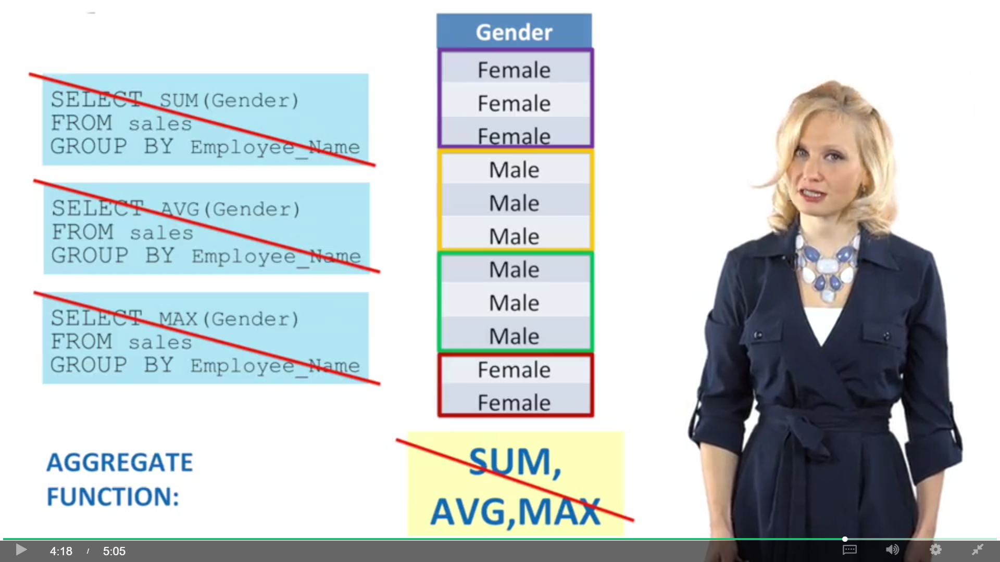 SELECT SUM(Gender)
FROM sales
GROUP BY Employee_Name
SELECT AVG(Gender)
FROM sales
GROUP BY Employee_Name
SELECT MAX(Gender)
FROM sales
GROUP BY Employee_Name
AGGREGATE
FUNCTION:
Gender
Female
Female
Female
Male
Male
Male
Male
Male
Male
Female
Female
SUM,
AVG,MAX
4:18 / 5:05